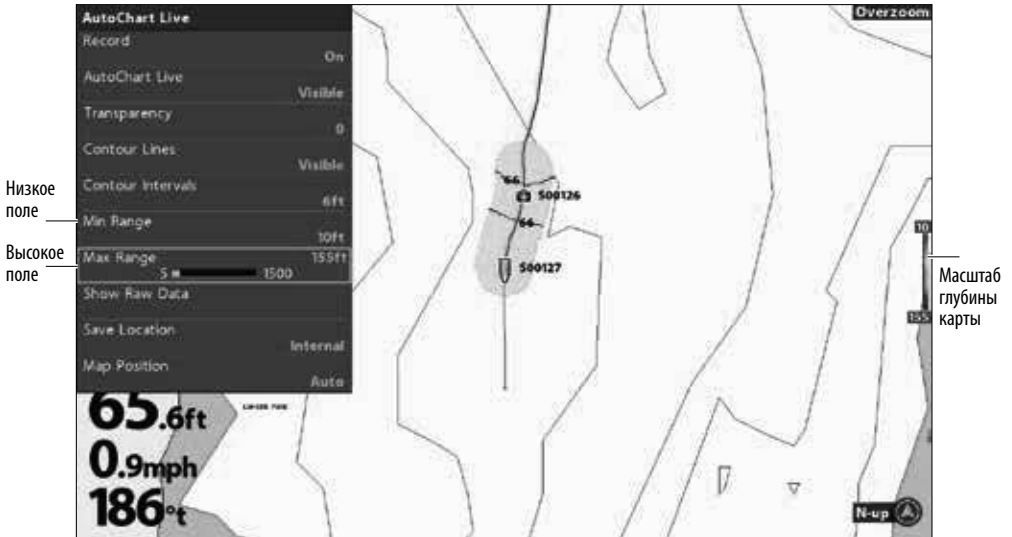 AutoChart Live
Record
On
AutoChart Live
Visible
Transparency
0
Contour Lines
Visible
Contour Intervals
6ft
Min Range
10ft
Max Range 155ft
5 1500
Show Raw Data
Save Location
Internal
Map Position
Auto
Низкое
поле
Высокое
поле
Overzoom
66
S00126
66
S00127
10
155
Масштаб
глубины
карты
65.6ft
0.9mph
186°t
N-up